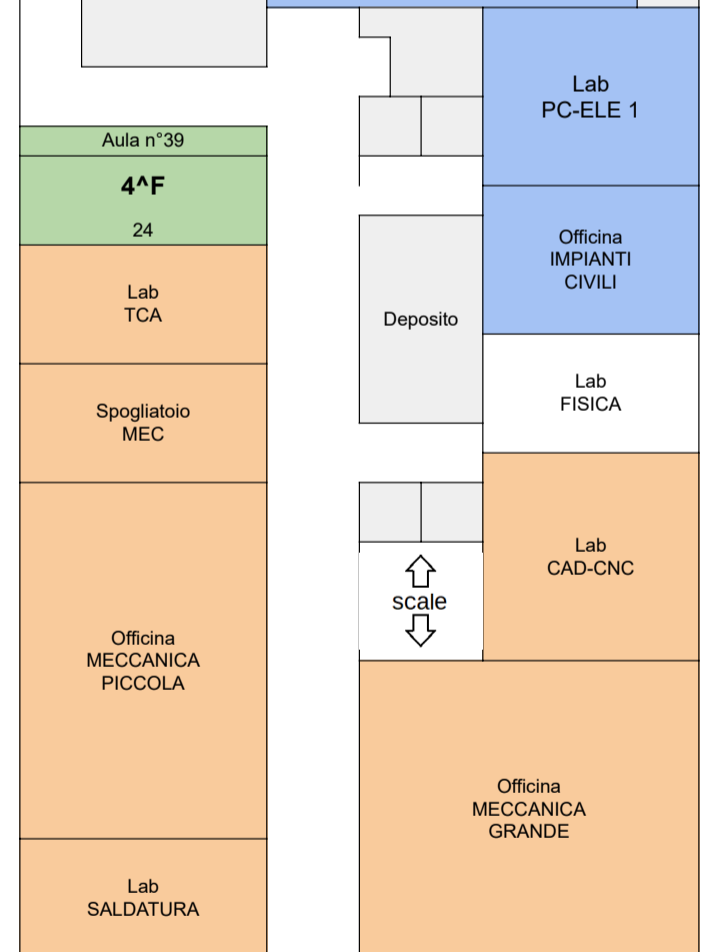 Lab
PC-ELE 1
Aula n°39
4^F
24
Officina
IMPIANTI
CIVILI
Lab
TCA
Deposito
Lab
FISICA
Spogliatoio
MEC
Lab
CAD-CNC
scale
Officina
MECCANICA
PICCOLA
Officina
MECCANICA
GRANDE
Lab
SALDATURA